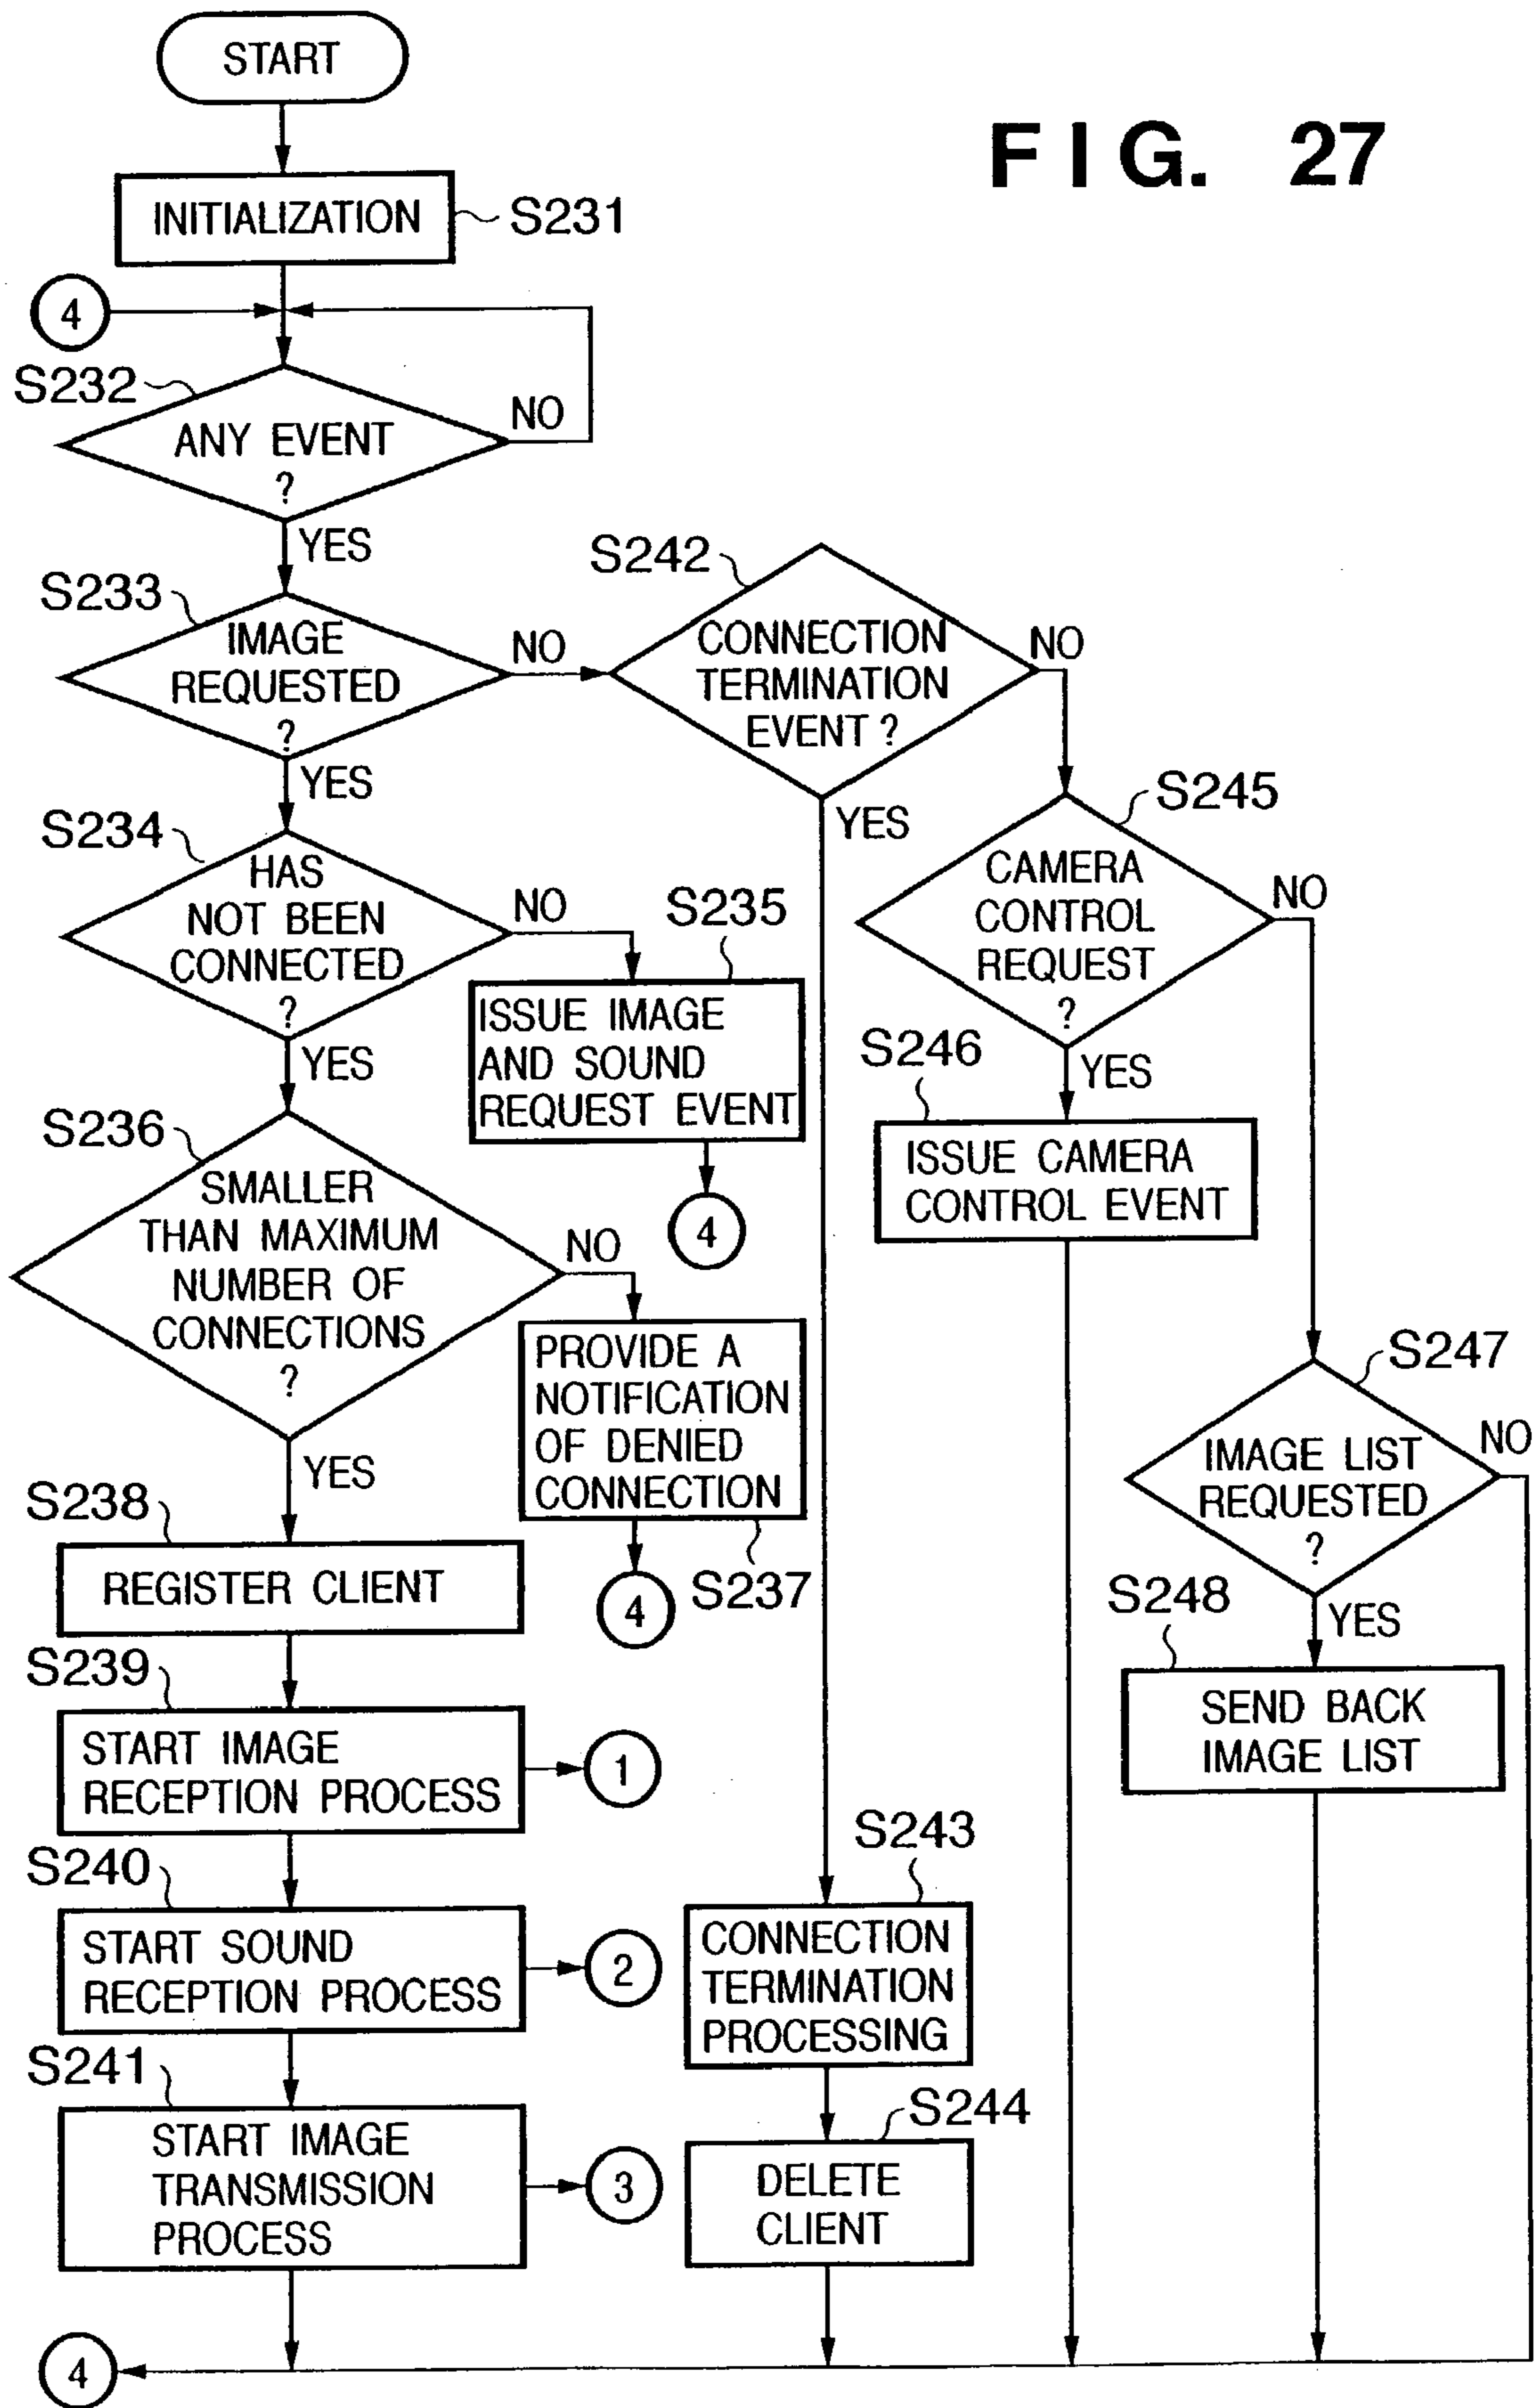 START
FIG. 27
INITIALIZATION
S231
4
S232
ANY EVENT
?
NO
YES
S233
IMAGE
REQUESTED
?
NO
YES
S242
CONNECTION
TERMINATION
EVENT ?
NO
YES
S234
HAS
NOT BEEN
CONNECTED
?
NO
YES
S235
ISSUE IMAGE
AND SOUND
REQUEST EVENT
4
S245
CAMERA
CONTROL
REQUEST
?
NO
YES
S246
ISSUE CAMERA
CONTROL EVENT
S236
SMALLER
THAN MAXIMUM
NUMBER OF
CONNECTIONS
?
NO
YES
PROVIDE A
NOTIFICATION
OF DENIED
CONNECTION
S237
4
S247
IMAGE LIST
REQUESTED
?
NO
YES
S248
SEND BACK
IMAGE LIST
S238
REGISTER CLIENT
S239
START IMAGE
RECEPTION PROCESS
1
S240
START SOUND
RECEPTION PROCESS
2
S241
START IMAGE
TRANSMISSION
PROCESS
3
S243
CONNECTION
TERMINATION
PROCESSING
S244
DELETE
CLIENT
4